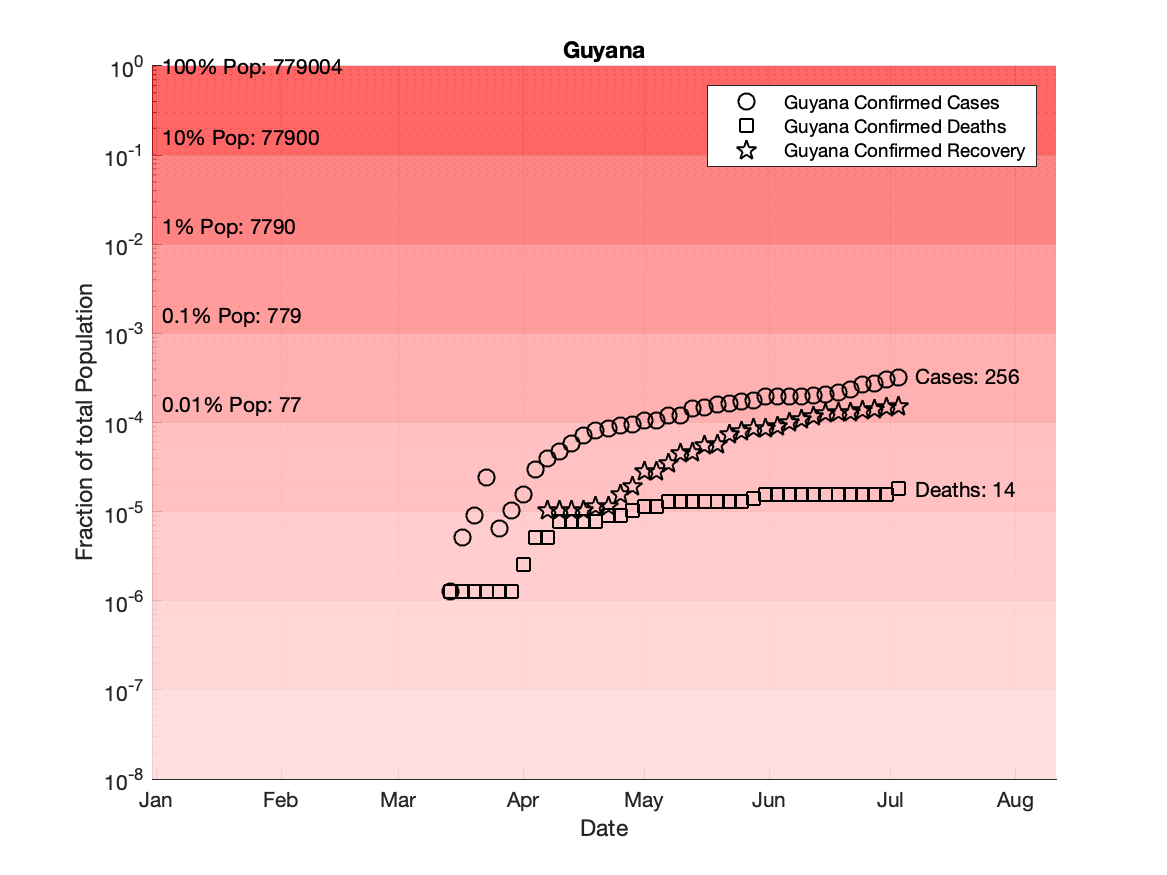 Guyana
10^0
100% Pop: 779004
Guyana Confirmed Cases
Guyana Confirmed Deaths
Guyana Confirmed Recovery
10% Pop: 77900
10^-1
1% Pop: 7790
10^-2
0.1% Pop: 779
10^-3
Cases: 256
0.01% Pop: 77
10^-4
Deaths: 14
10^-5
10^-6
10^-7
10^-8
Fraction of total Population
Jan Feb Mar Apr May Jun Jul Aug
Date